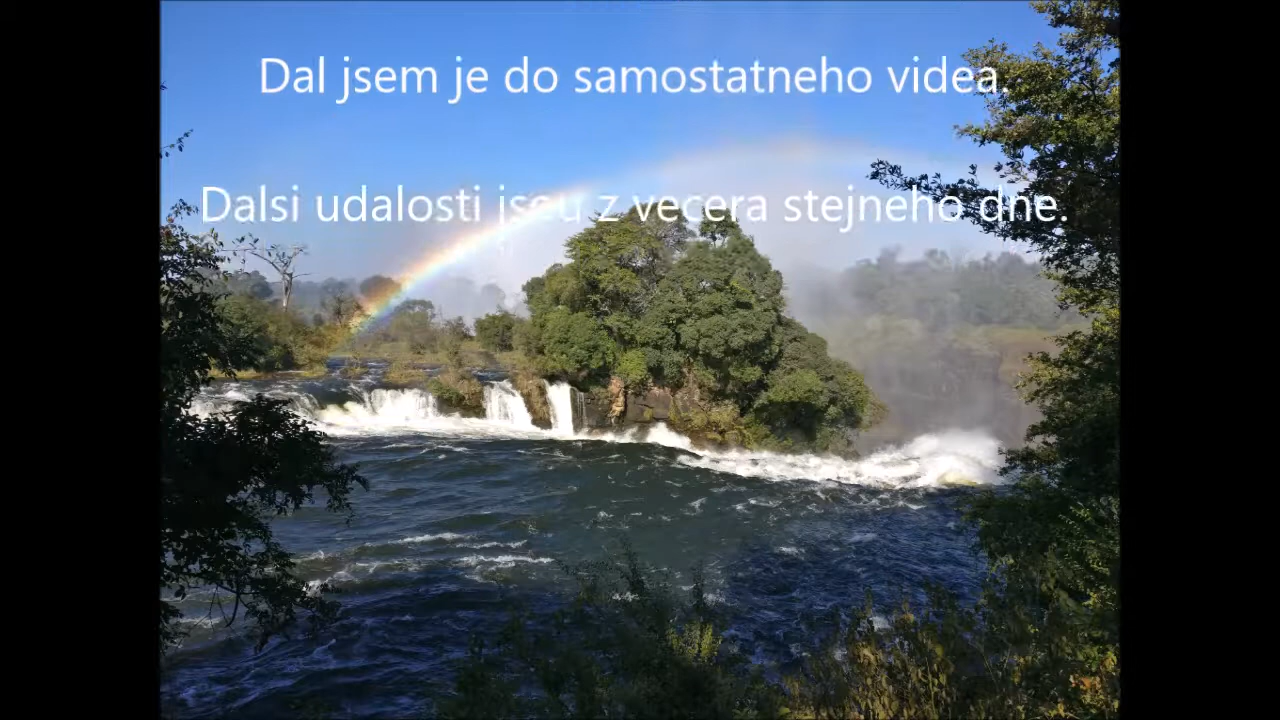 Dal jsem je do samostatneho videa.
Dalsi udalosti jsou z vecera stejneho dne.